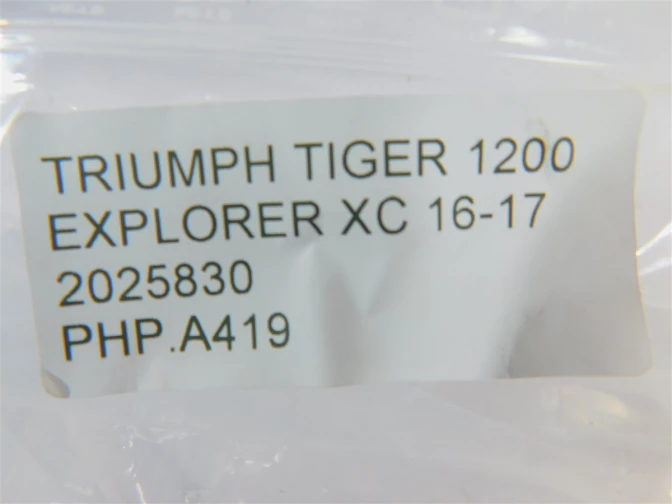 TRIUMPH TIGER 1200
EXPLORER XC 16-17
2025830
PHP.A419